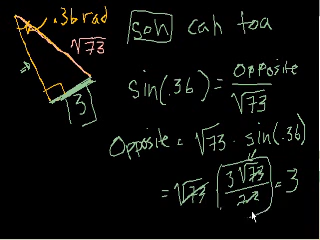 .36 rad
√73
3
soh cah toa
sin(.36) = Opposite / √73
Opposite = √73 · sin(.36)
= √73 · (3√73 / 73) = 3